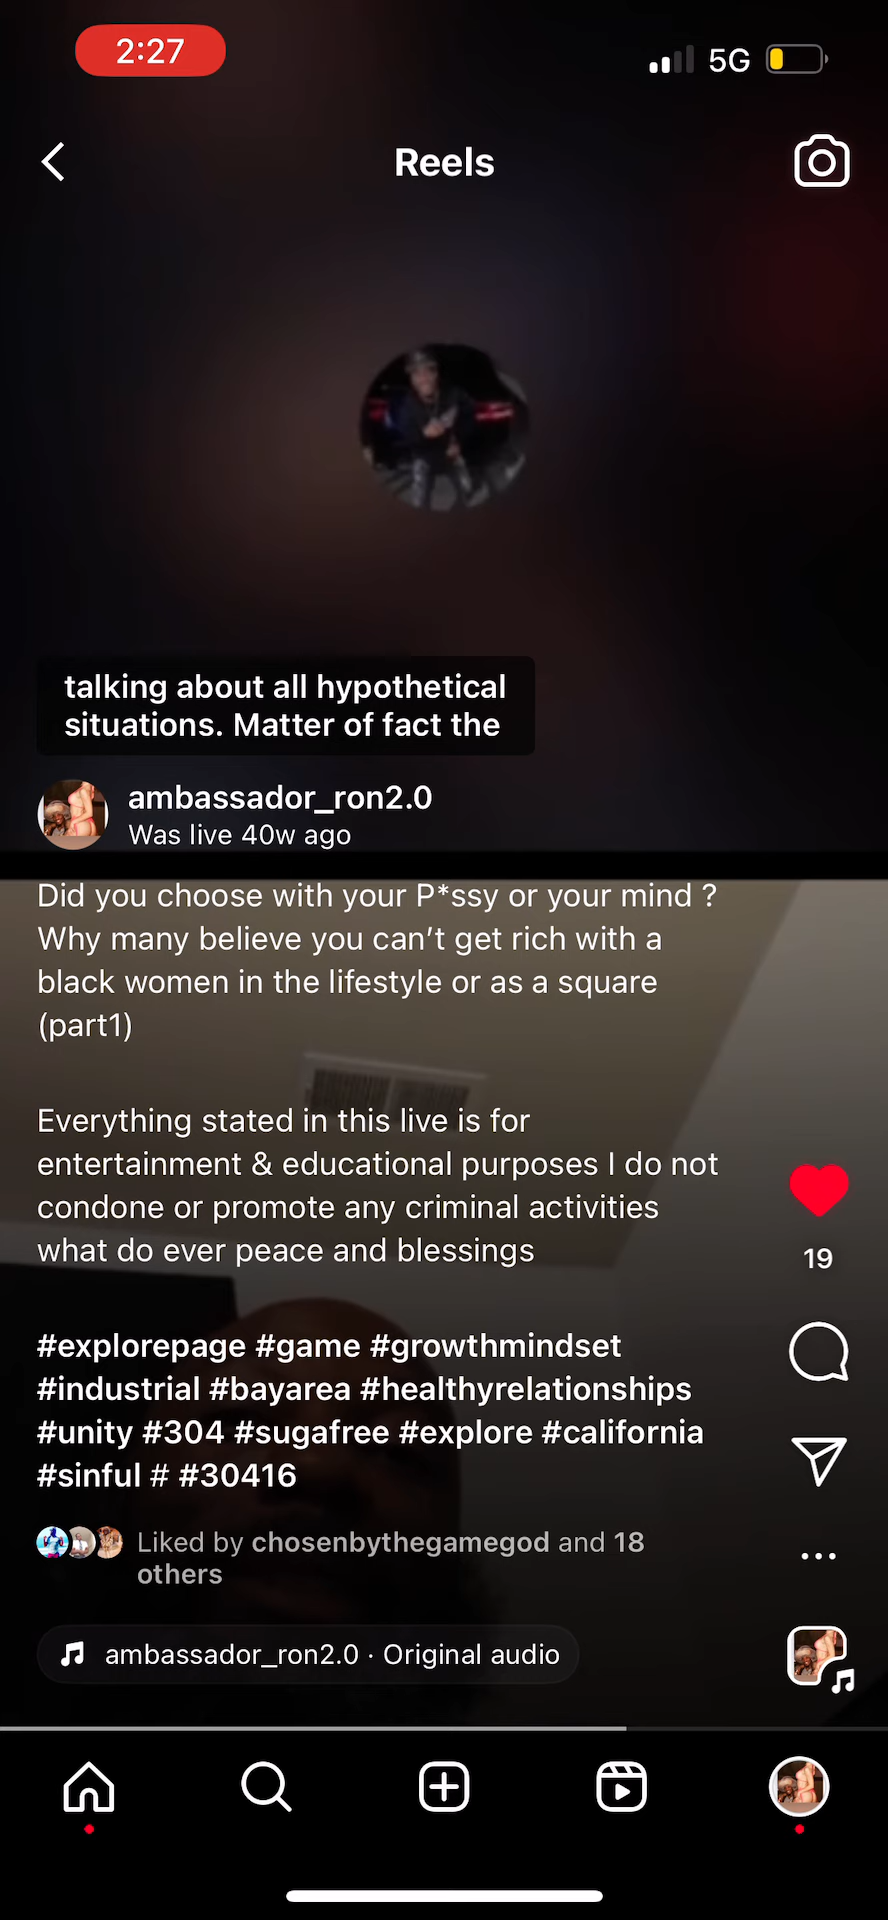 2:27
5G
Reels
talking about all hypothetical
situations. Matter of fact the
ambassador_ron2.0
Was live 40w ago
Did you choose with your P*ssy or your mind ?
Why many believe you can’t get rich with a
black women in the lifestyle or as a square
(part1)
Everything stated in this live is for
entertainment & educational purposes I do not
condone or promote any criminal activities
what do ever peace and blessings
#explorepage #game #growthmindset
#industrial #bayarea #healthyrelationships
#unity #304 #sugafree #explore #california
#sinful # #30416
19
Liked by chosenbythegamegod and 18
others
ambassador_ron2.0 · Original audio